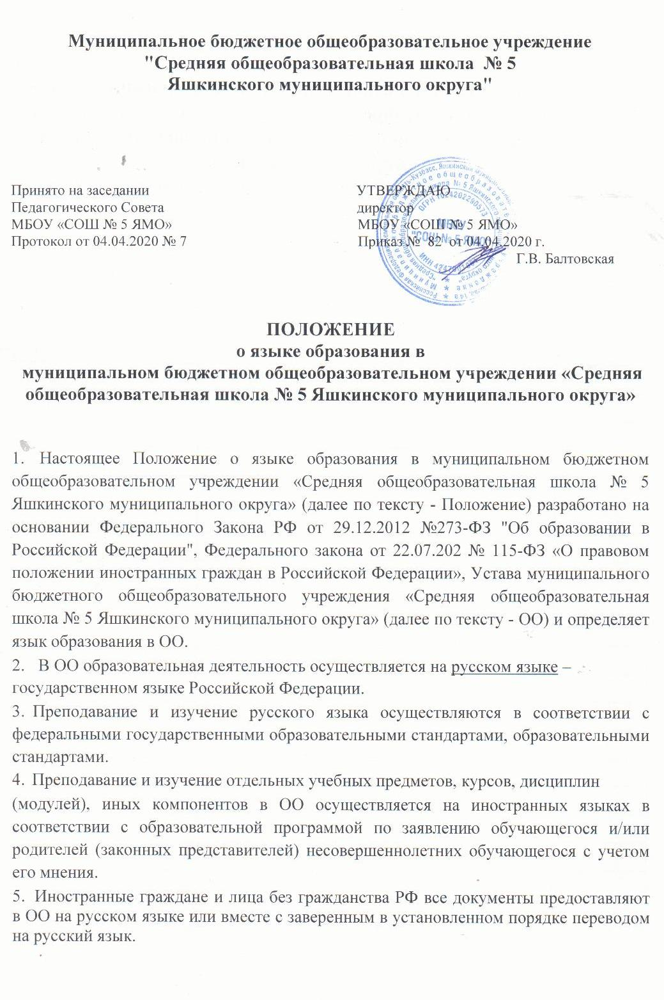 Муниципальное бюджетное общеобразовательное учреждение
"Средняя общеобразовательная школа № 5
Яшкинского муниципального округа"
Принято на заседании
Педагогического Совета
МБОУ «СОШ № 5 ЯМО»
Протокол от 04.04.2020 № 7
УТВЕРЖДАЮ
директор
МБОУ «СОШ № 5 ЯМО»
Приказ № 82 от 04.04.2020 г.
Г.В. Балтовская
МБОУ
"СОШ № 5 ЯМО"
ПОЛОЖЕНИЕ
о языке образования в
муниципальном бюджетном общеобразовательном учреждении «Средняя
общеобразовательная школа № 5 Яшкинского муниципального округа»
1. Настоящее Положение о языке образования в муниципальном бюджетном
общеобразовательном учреждении «Средняя общеобразовательная школа № 5
Яшкинского муниципального округа» (далее по тексту - Положение) разработано на
основании Федерального Закона РФ от 29.12.2012 №273-ФЗ "Об образовании в
Российской Федерации", Федерального закона от 22.07.202 № 115-ФЗ «О правовом
положении иностранных граждан в Российской Федерации», Устава муниципального
бюджетного общеобразовательного учреждения «Средняя общеобразовательная
школа № 5 Яшкинского муниципального округа» (далее по тексту - ОО) и определяет
язык образования в ОО.
2. В ОО образовательная деятельность осуществляется на русском языке –
государственном языке Российской Федерации.
3. Преподавание и изучение русского языка осуществляются в соответствии с
федеральными государственными образовательными стандартами, образовательными
стандартами.
4. Преподавание и изучение отдельных учебных предметов, курсов, дисциплин
(модулей), иных компонентов в ОО осуществляется на иностранных языках в
соответствии с образовательной программой по заявлению обучающегося и/или
родителей (законных представителей) несовершеннолетних обучающегося с учетом
его мнения.
5. Иностранные граждане и лица без гражданства РФ все документы предоставляют
в ОО на русском языке или вместе с заверенным в установленном порядке переводом
на русский язык.